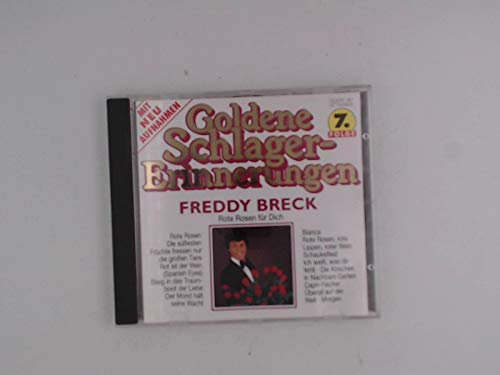 MIT
NEU
AUFNAHMEN
Goldene
Schlager-
Erinnerungen
7.
FOLGE
FREDDY BRECK
Rote Rosen für Dich
Rote Rosen
Die süßesten
Früchte fressen nur
die großen Tiere
Rot ist der Wein
(Spanish Eyes)
Steig in das Traum-
boot der Liebe
Der Mond hält
seine Wacht
Bianca
Rote Rosen, rote
Lippen, roter Wein
Schaukellied
Ich weiß, was dir
fehlt · Die Kirschen
in Nachbars Garten
Capri-Fischer
Überall auf der
Welt · Morgen